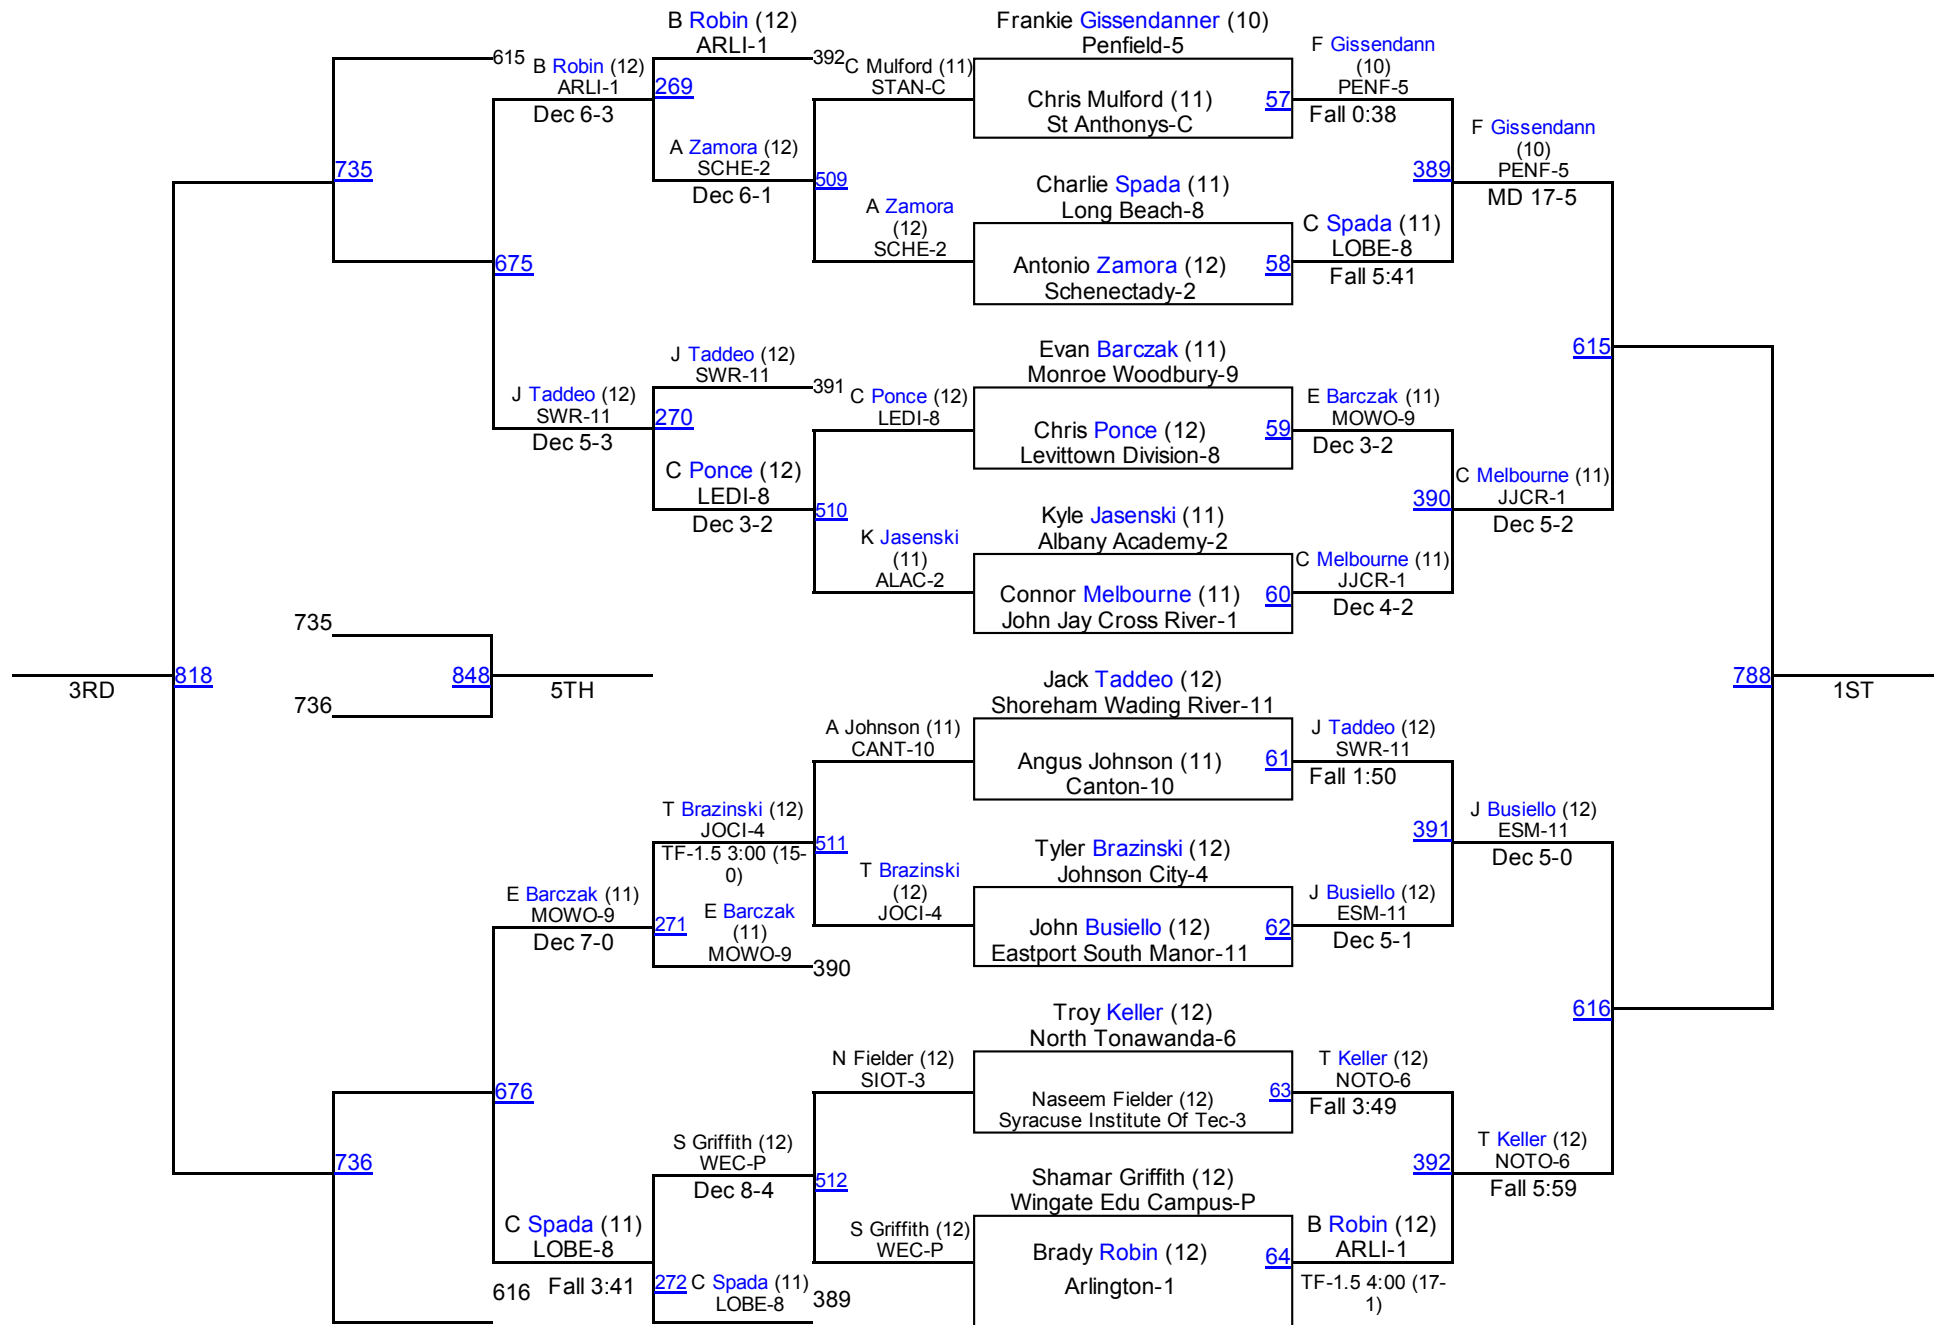 B Robin (12)
ARLI-1
Frankie Gissendanner (10)
Penfield-5
615
B Robin (12)
ARLI-1
269
Dec 6-3
392
C Mulford (11)
STAN-C
Chris Mulford (11)
St Anthonys-C
57
F Gissendann
(10)
PENF-5
Fall 0:38
A Zamora (12)
SCHE-2
Dec 6-1
735
509
389
F Gissendann
(10)
PENF-5
MD 17-5
Charlie Spada (11)
Long Beach-8
A Zamora
(12)
SCHE-2
C Spada (11)
LOBE-8
Fall 5:41
675
Antonio Zamora (12)
Schenectady-2
58
J Taddeo (12)
SWR-11
391
Evan Barczak (11)
Monroe Woodbury-9
615
J Taddeo (12)
SWR-11
Dec 5-3
270
C Ponce (12)
LEDI-8
Chris Ponce (12)
Levittown Division-8
59
E Barczak (11)
MOWO-9
Dec 3-2
C Ponce (12)
LEDI-8
Dec 3-2
510
390
C Melbourne (11)
JJCR-1
Dec 5-2
K Jasenski
(11)
ALAC-2
Kyle Jasenski (11)
Albany Academy-2
C Melbourne (11)
JJCR-1
Dec 4-2
Connor Melbourne (11)
John Jay Cross River-1
60
735
3RD
818
848
5TH
736
788
1ST
Jack Taddeo (12)
Shoreham Wading River-11
A Johnson (11)
CANT-10
Angus Johnson (11)
Canton-10
61
J Taddeo (12)
SWR-11
Fall 1:50
T Brazinski (12)
JOCI-4
TF-1.5 3:00 (15-
0)
511
391
J Busiello (12)
ESM-11
Dec 5-0
Tyler Brazinski (12)
Johnson City-4
T Brazinski
(12)
JOCI-4
E Barczak (11)
MOWO-9
Dec 7-0
271
E Barczak
(11)
MOWO-9
390
John Busiello (12)
Eastport South Manor-11
62
J Busiello (12)
ESM-11
Dec 5-1
Troy Keller (12)
North Tonawanda-6
616
N Fielder (12)
SIOT-3
Naseem Fielder (12)
Syracuse Institute Of Tec-3
63
T Keller (12)
NOTO-6
Fall 3:49
676
S Griffith (12)
WEC-P
Dec 8-4
736
512
392
T Keller (12)
NOTO-6
Fall 5:59
Shamar Griffith (12)
Wingate Edu Campus-P
C Spada (11)
LOBE-8
Fall 3:41
S Griffith (12)
WEC-P
Brady Robin (12)
Arlington-1
64
B Robin (12)
ARLI-1
TF-1.5 4:00 (17-
1)
616
272
C Spada (11)
LOBE-8
389